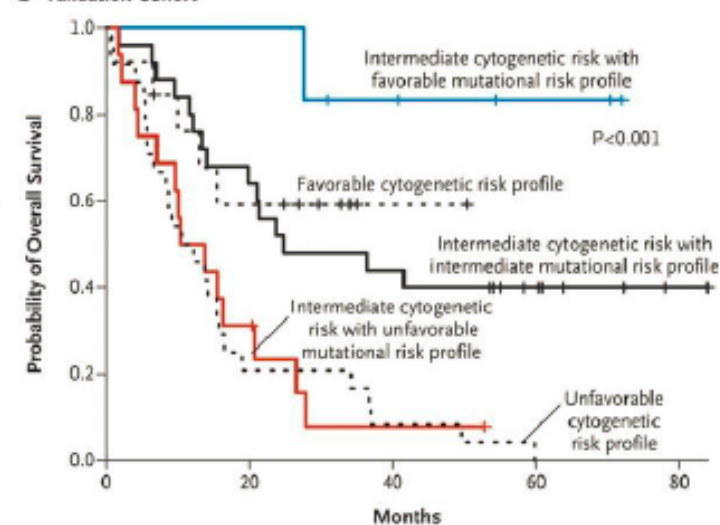 1.0
Intermediate cytogenetic risk with
favorable mutational risk profile
0.8
P<0.001
Probability of Overall Survival
Favorable cytogenetic risk profile
0.6
Intermediate cytogenetic risk with
intermediate mutational risk profile
0.4
Intermediate cytogenetic
risk with unfavorable
mutational risk profile
0.2
Unfavorable
cytogenetic
risk profile
0.0
0 20 40 60 80
Months